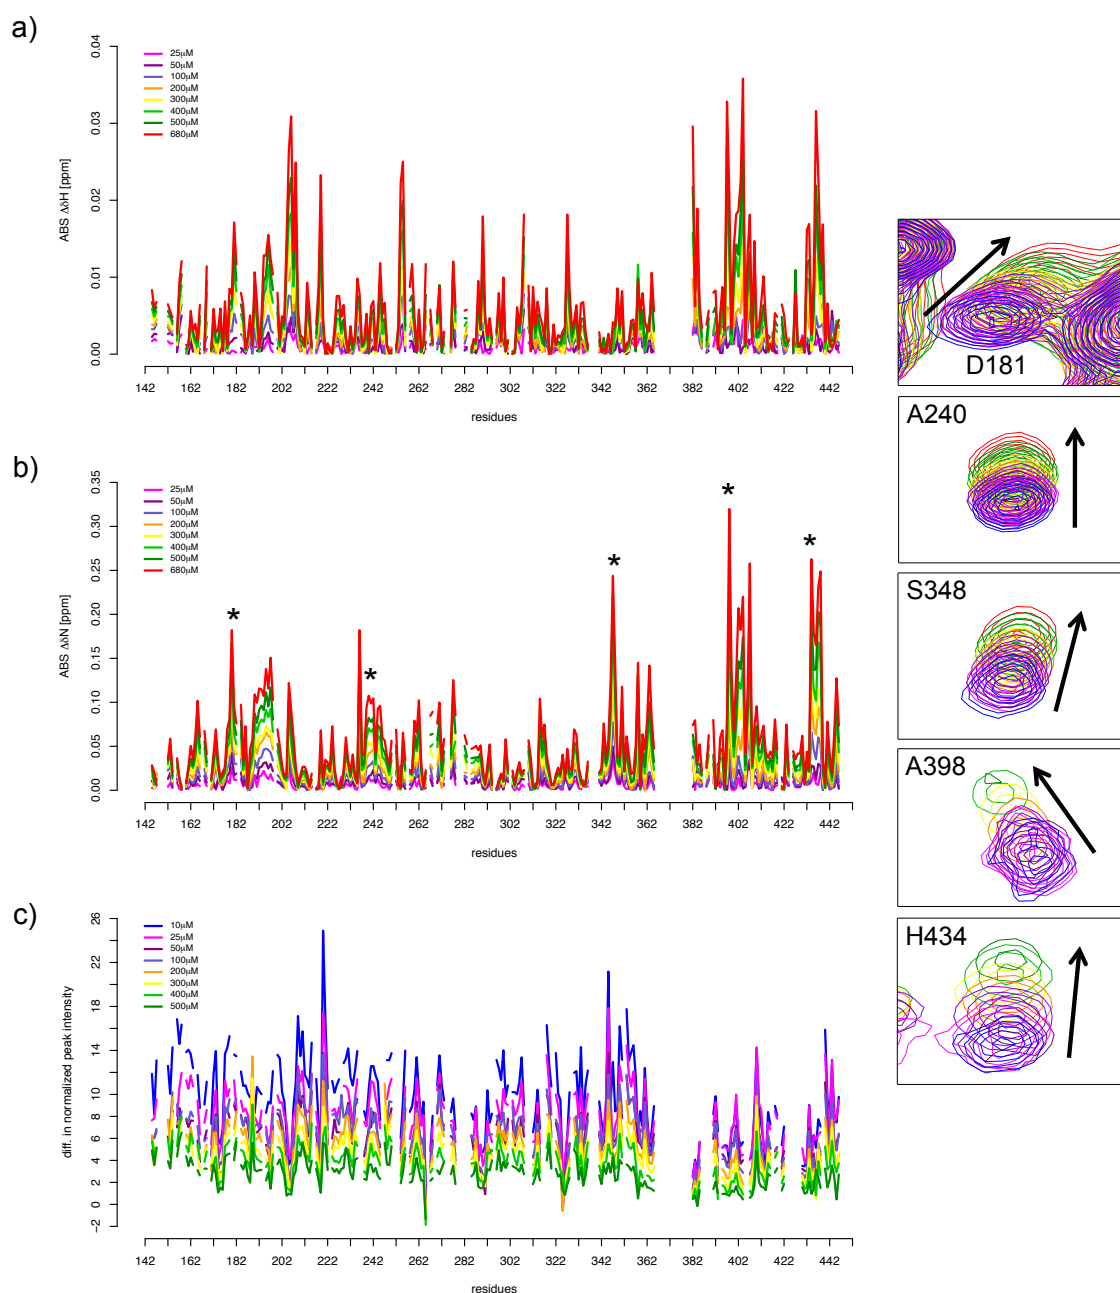 a)
ABS ΔδH [ppm]
0.04
0.03
0.02
0.01
0.00
25μM
50μM
100μM
200μM
300μM
400μM
500μM
680μM
142 162 182 202 222 242 262 282 302 322 342 362 382 402 422 442
residues
b)
ABS ΔδN [ppm]
0.35
0.30
0.25
0.20
0.15
0.10
0.05
0.00
25μM
50μM
100μM
200μM
300μM
400μM
500μM
680μM
* * * * *
142 162 182 202 222 242 262 282 302 322 342 362 382 402 422 442
residues
c)
diff. in normalized peak intensity
26
22
18
14
10
8
6
4
2
0
−2
10μM
25μM
50μM
100μM
200μM
300μM
400μM
500μM
142 162 182 202 222 242 262 282 302 322 342 362 382 402 422 442
residues
D181
A240
S348
A398
H434